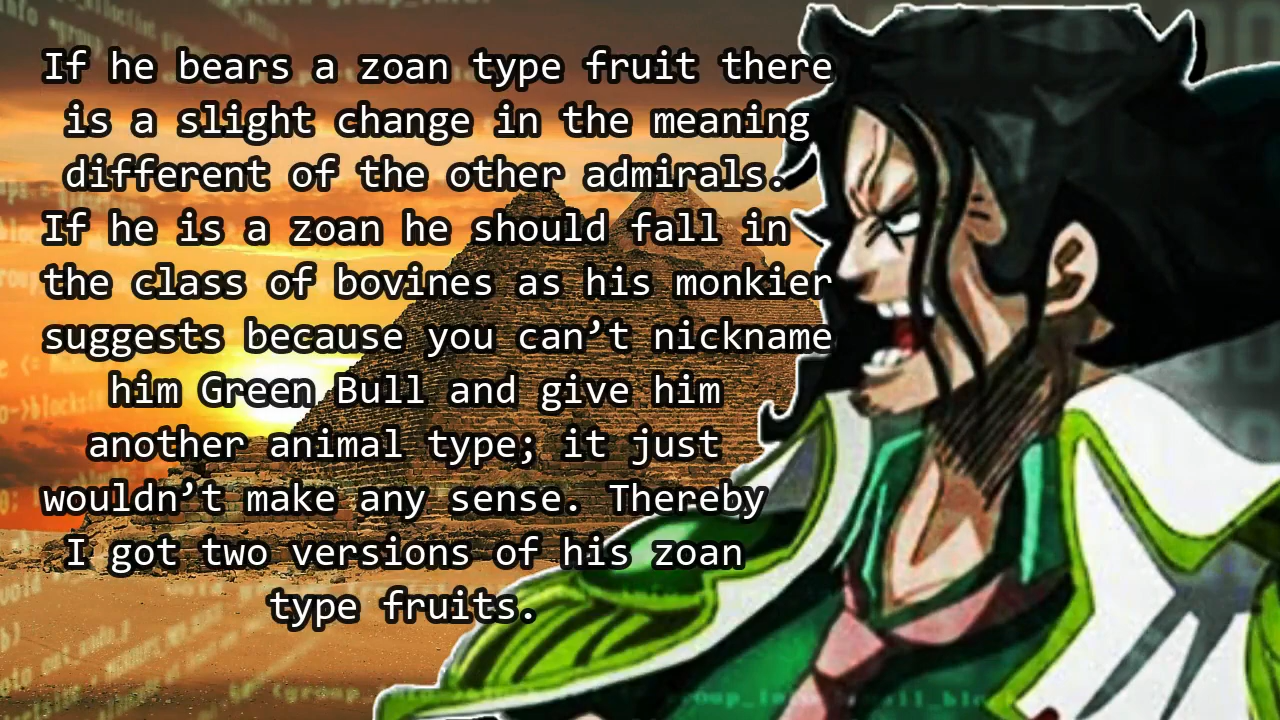 If he bears a zoan type fruit there
is a slight change in the meaning
different of the other admirals.
If he is a zoan he should fall in
the class of bovines as his monkier
suggests because you can’t nickname
him Green Bull and give him
another animal type; it just
wouldn’t make any sense. Thereby
I got two versions of his zoan
type fruits.